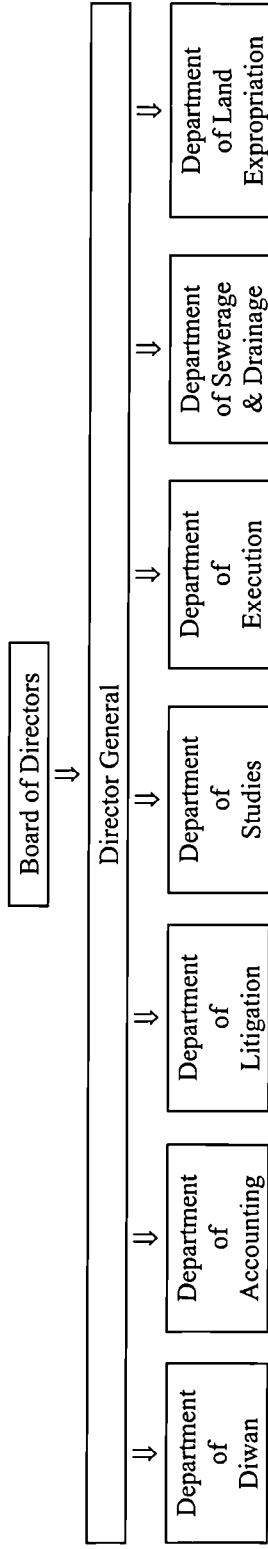 Board of Directors
⇓
Director General
⇓ ⇓ ⇓ ⇓ ⇓ ⇓ ⇓
Department
of
Diwan
Department
of
Accounting
Department
of
Litigation
Department
of
Studies
Department
of
Execution
Department
of Sewerage
& Drainage
Department
of Land
Expropriation